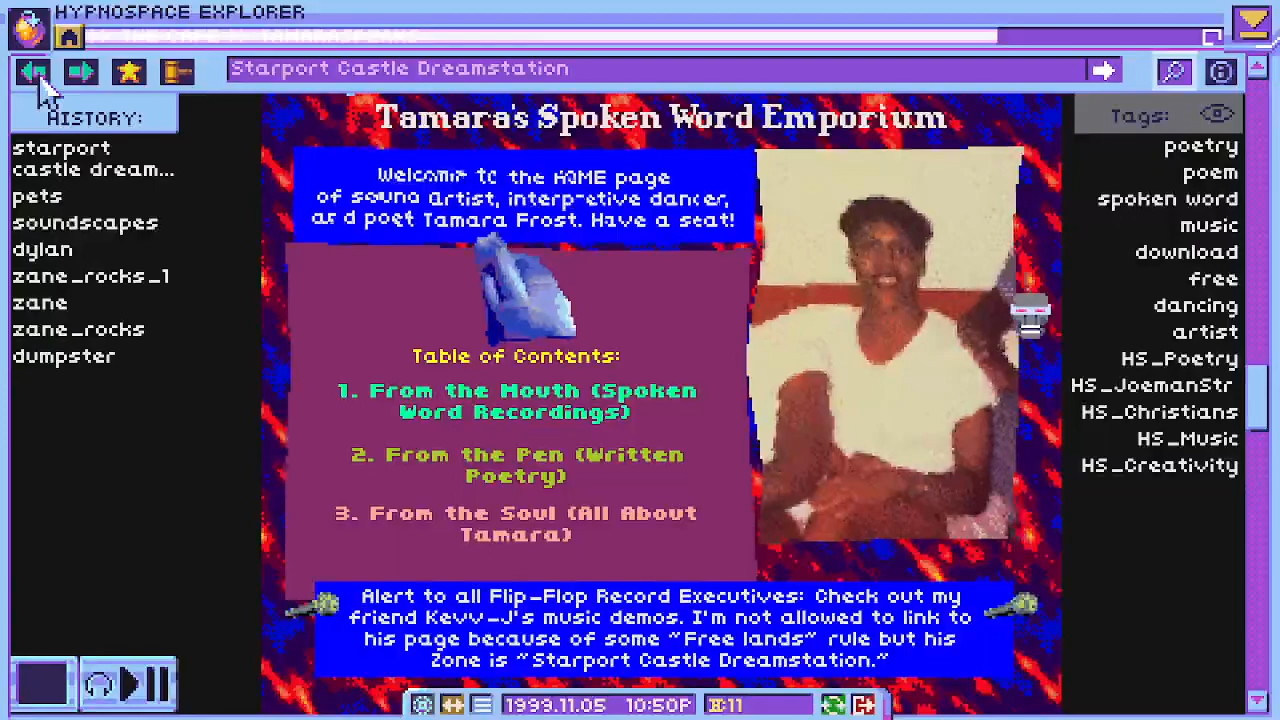 HYPNOSPACE EXPLORER
Starport Castle Dreamstation
HISTORY:
starport
castle dream...
pets
soundscapes
dylan
zane_rocks_1
zane
zane_rocks
dumpster
Tamara's Spoken Word Emporium
Welcome to the HOME page
of sound artist, interpretive dancer,
and poet Tamara Frost. Have a seat!
Table of Contents:
1. From the Mouth (Spoken
Word Recordings)
2. From the Pen (Written
Poetry)
3. From the Soul (All About
Tamara)
Alert to all Flip-Flop Record Executives: Check out my
friend Kevv-J's music demos. I'm not allowed to link to
his page because of some "Free lands" rule but his
Zone is "Starport Castle Dreamstation."
Tags:
poetry
poem
spoken word
music
download
free
dancing
artist
HS_Poetry
HS_JoemanStr
HS_Christians
HS_Music
HS_Creativity
1999.11.05 10:50P
11